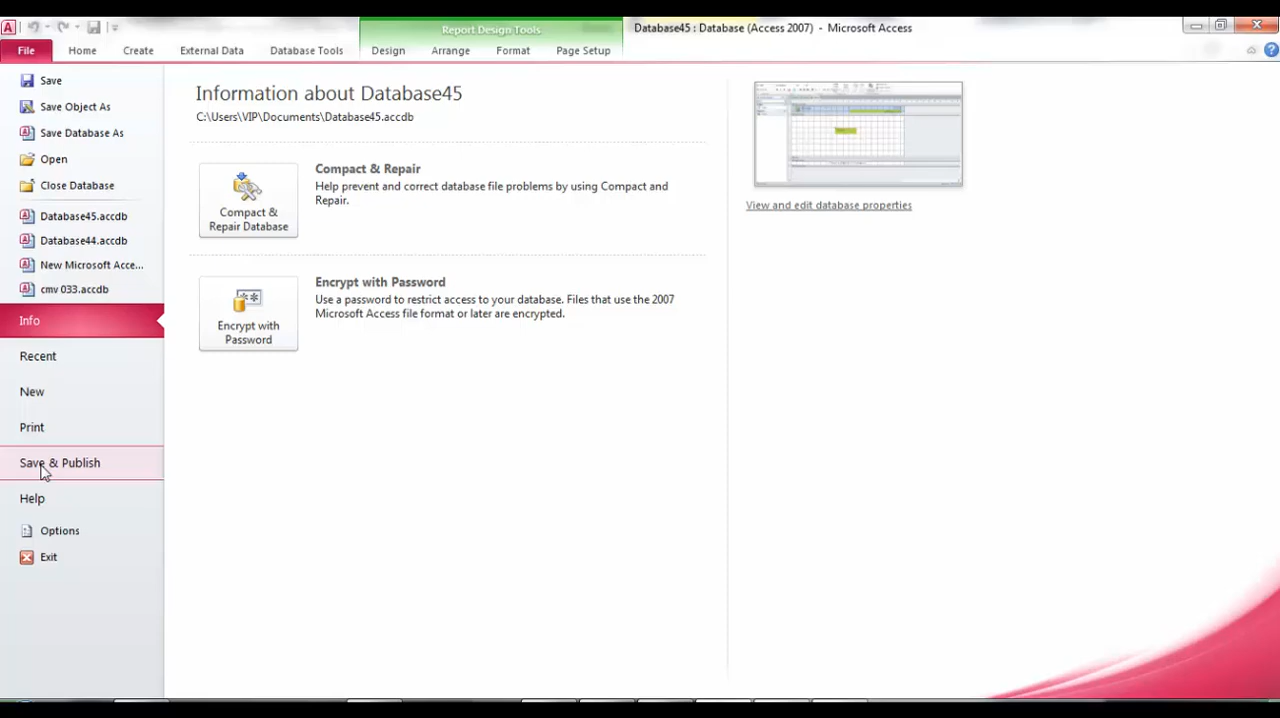 Report Design Tools
Database45 : Database (Access 2007) - Microsoft Access
File Home Create External Data Database Tools Design Arrange Format Page Setup
Save
Save Object As
Save Database As
Open
Close Database
Database45.accdb
Database44.accdb
New Microsoft Acce...
cmv 033.accdb
Info
Recent
New
Print
Save & Publish
Help
Options
Exit
Information about Database45
C:\Users\VIP\Documents\Database45.accdb
Compact & Repair Database
Compact & Repair
Help prevent and correct database file problems by using Compact and
Repair.
Encrypt with Password
Encrypt with Password
Use a password to restrict access to your database. Files that use the 2007
Microsoft Access file format or later are encrypted.
View and edit database properties